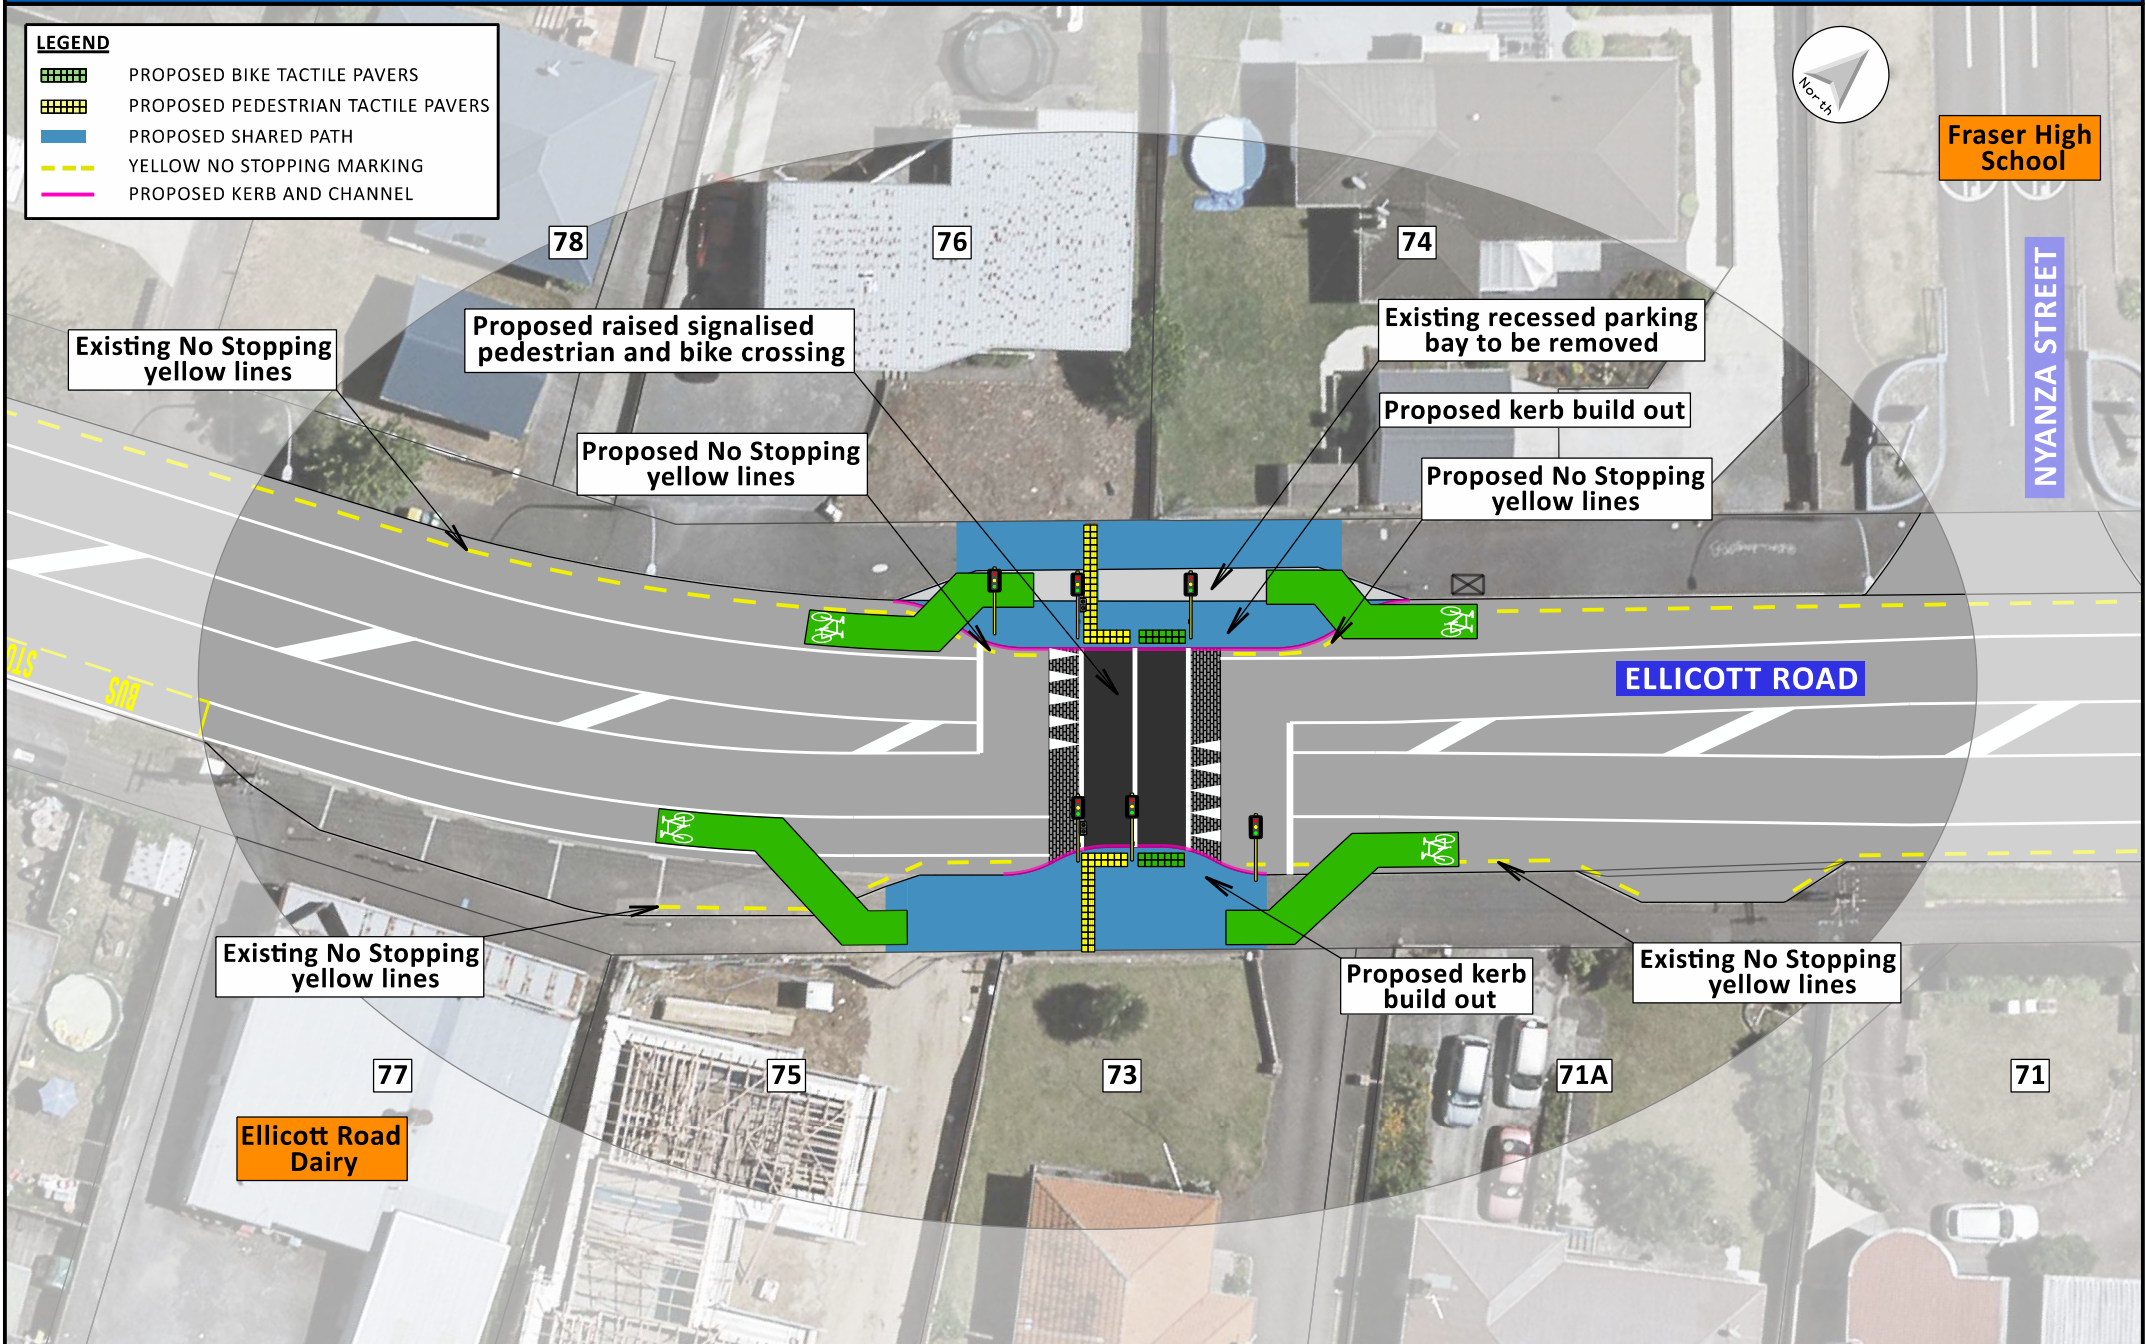 LEGEND
PROPOSED BIKE TACTILE PAVERS
PROPOSED PEDESTRIAN TACTILE PAVERS
PROPOSED SHARED PATH
YELLOW NO STOPPING MARKING
PROPOSED KERB AND CHANNEL
North
Fraser High
School
78
76
74
NYANZA STREET
Existing No Stopping
yellow lines
Proposed raised signalised
pedestrian and bike crossing
Existing recessed parking
bay to be removed
Proposed kerb build out
Proposed No Stopping
yellow lines
Proposed No Stopping
yellow lines
ELLICOTT ROAD
BUS
Existing No Stopping
yellow lines
Proposed kerb
build out
Existing No Stopping
yellow lines
77
75
73
71A
71
Ellicott Road
Dairy